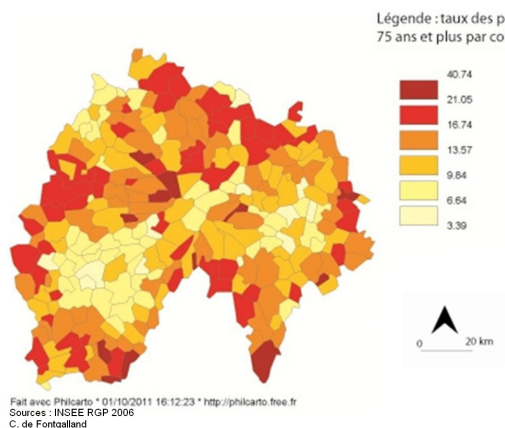 Légende : taux des p
75 ans et plus par co
40.74
21.05
16.74
13.57
9.84
6.64
3.39
0 20 km
Fait avec Philcarto * 01/10/2011 16:12:23 * http://philcarto.free.fr
Sources : INSEE RGP 2006
C. de Fontgalland